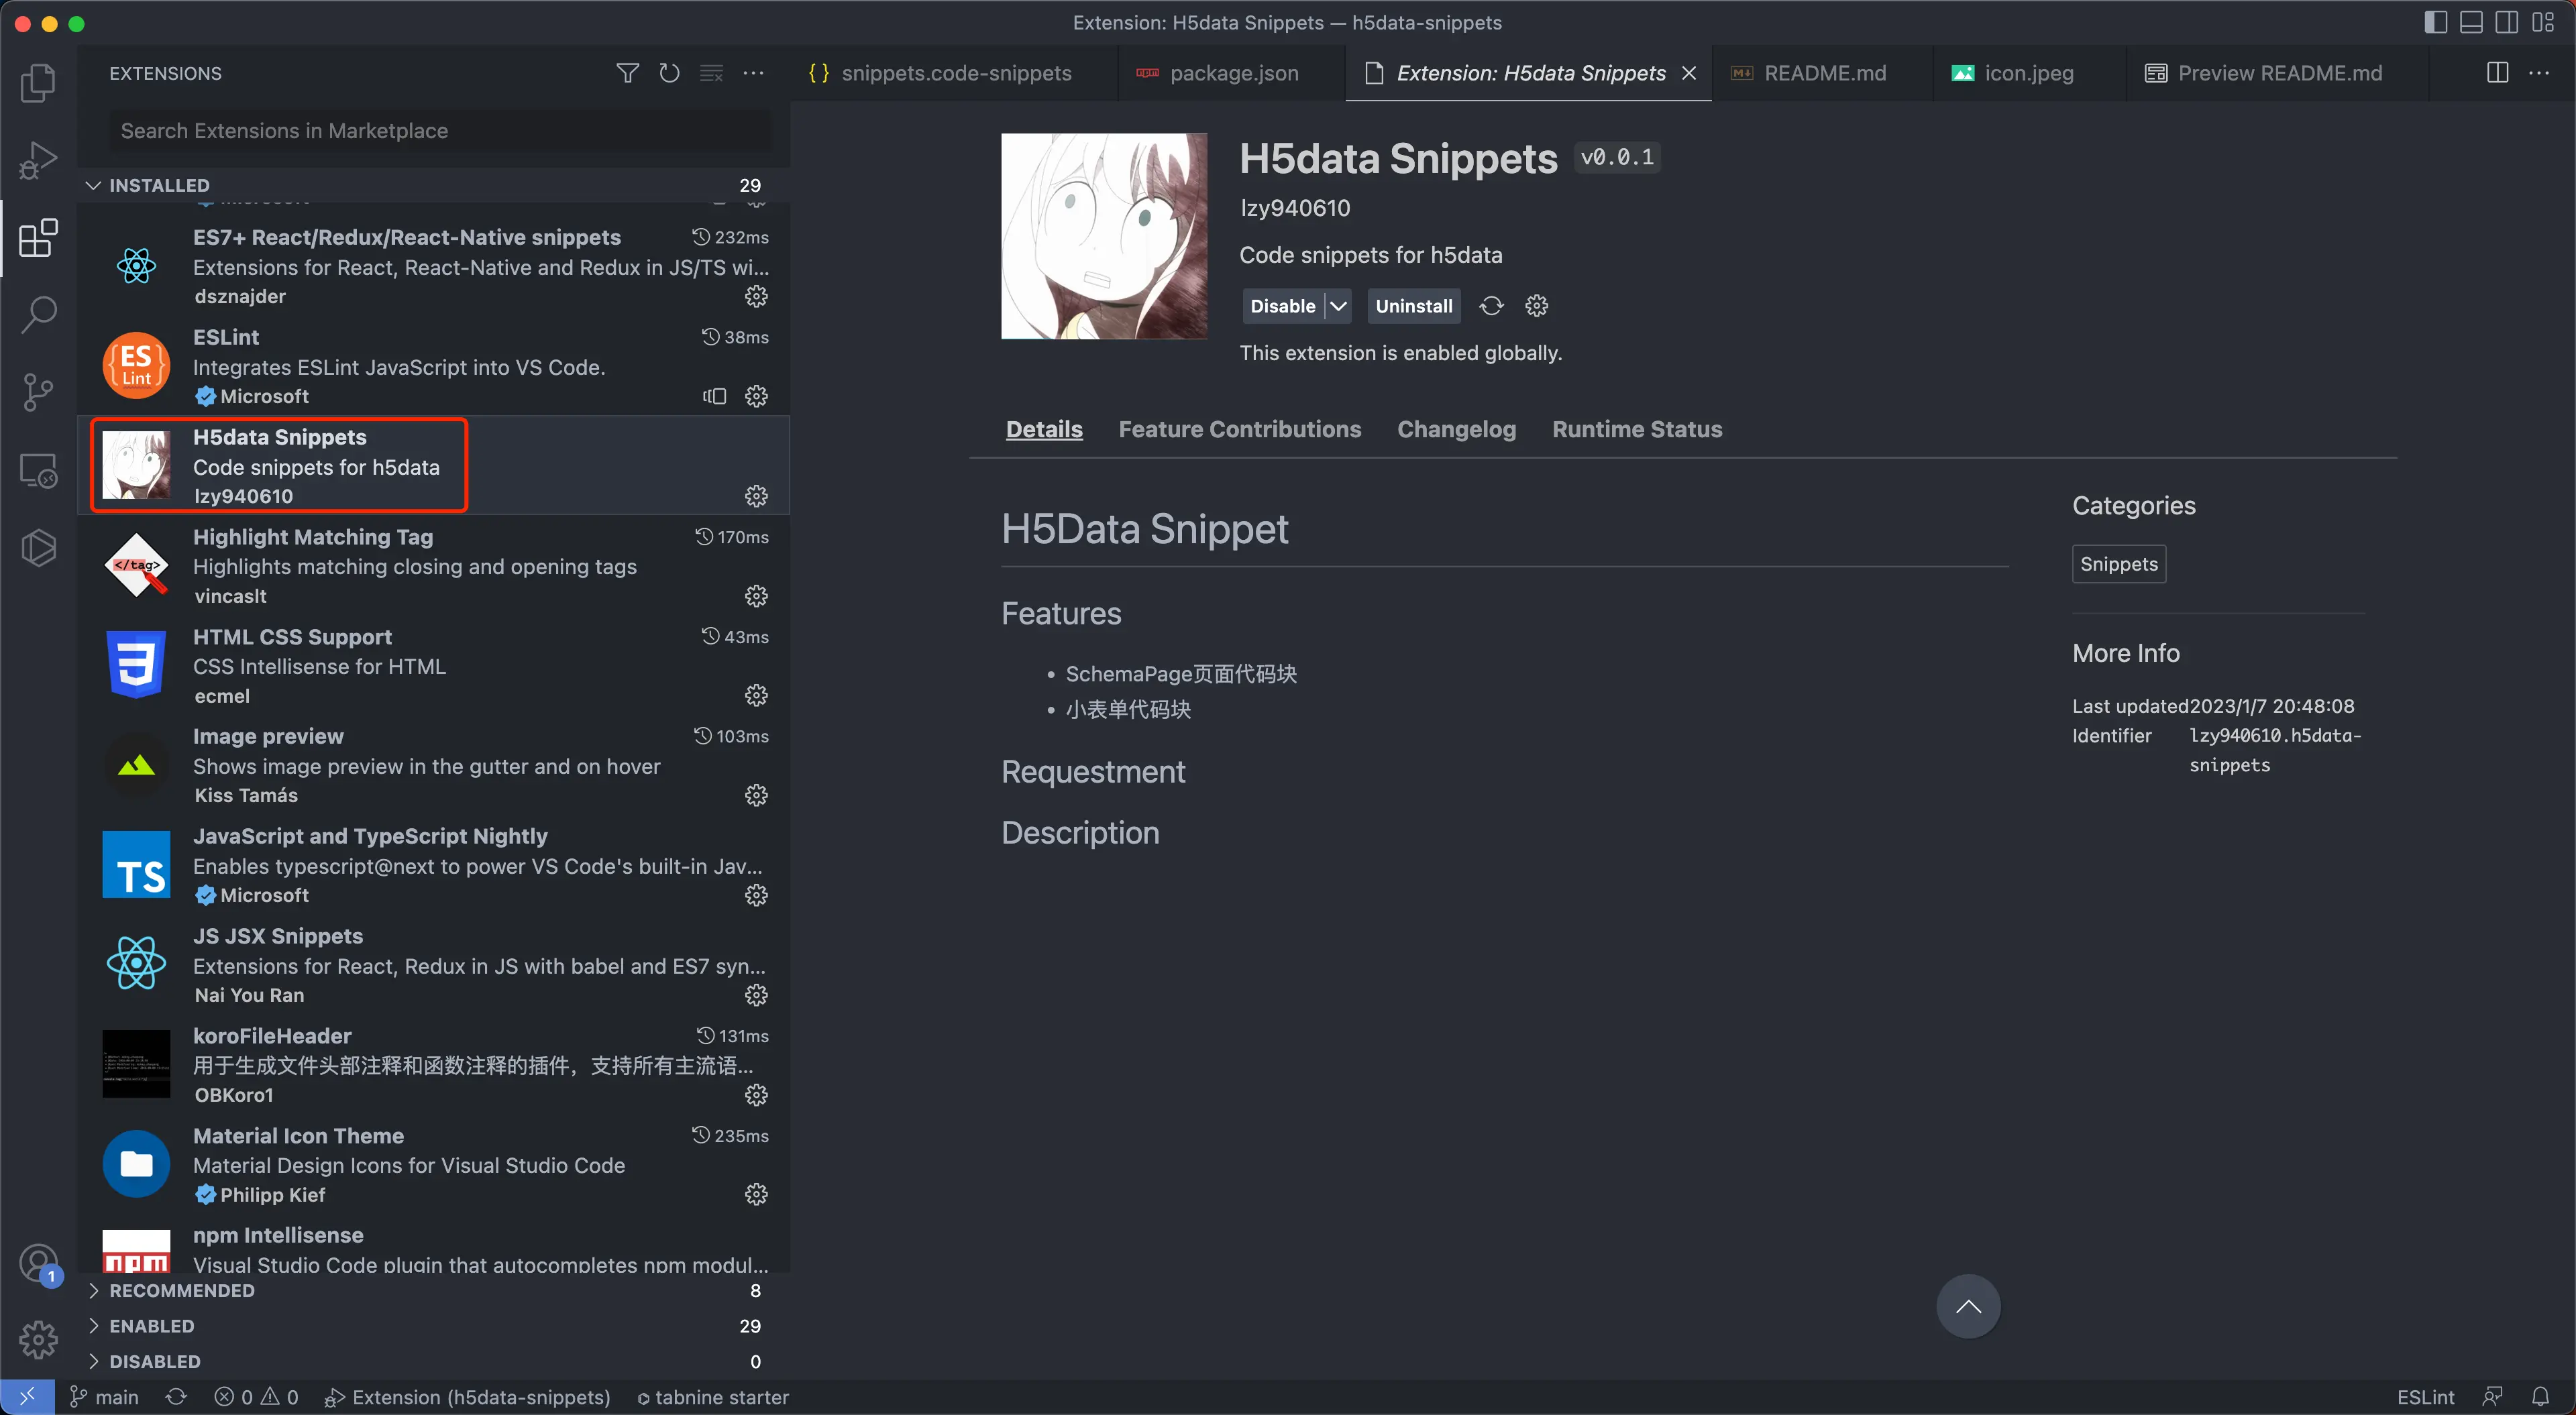 Extension: H5data Snippets — h5data-snippets
EXTENSIONS
Search Extensions in Marketplace
INSTALLED 29
ES7+ React/Redux/React-Native snippets 232ms
Extensions for React, React-Native and Redux in JS/TS wi...
dsznajder
ESLint 38ms
Integrates ESLint JavaScript into VS Code.
Microsoft
H5data Snippets
Code snippets for h5data
lzy940610
Highlight Matching Tag 170ms
Highlights matching closing and opening tags
vincaslt
HTML CSS Support 43ms
CSS Intellisense for HTML
ecmel
Image preview 103ms
Shows image preview in the gutter and on hover
Kiss Tamás
JavaScript and TypeScript Nightly
Enables typescript@next to power VS Code's built-in Jav...
Microsoft
JS JSX Snippets
Extensions for React, Redux in JS with babel and ES7 syn...
Nai You Ran
koroFileHeader 131ms
用于生成文件头部注释和函数注释的插件，支持所有主流语...
OBKoro1
Material Icon Theme 235ms
Material Design Icons for Visual Studio Code
Philipp Kief
npm Intellisense
Visual Studio Code plugin that autocompletes npm modul...
RECOMMENDED 8
ENABLED 29
DISABLED 0
ES
Lint
</tag>
TS
npm
1
{ } snippets.code-snippets
package.json
Extension: H5data Snippets
README.md
icon.jpeg
Preview README.md
H5data Snippets v0.0.1
lzy940610
Code snippets for h5data
Disable Uninstall
This extension is enabled globally.
Details Feature Contributions Changelog Runtime Status
H5Data Snippet
Features
• SchemaPage页面代码块
• 小表单代码块
Requestment
Description
Categories
Snippets
More Info
Last updated2023/1/7 20:48:08
Identifier lzy940610.h5data-
snippets
main 0 0 Extension (h5data-snippets) tabnine starter ESLint